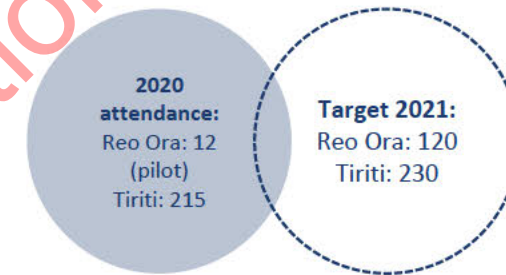 2020
attendance:
Reo Ora: 12
(pilot)
Tiriti: 215
Target 2021:
Reo Ora: 120
Tiriti: 230